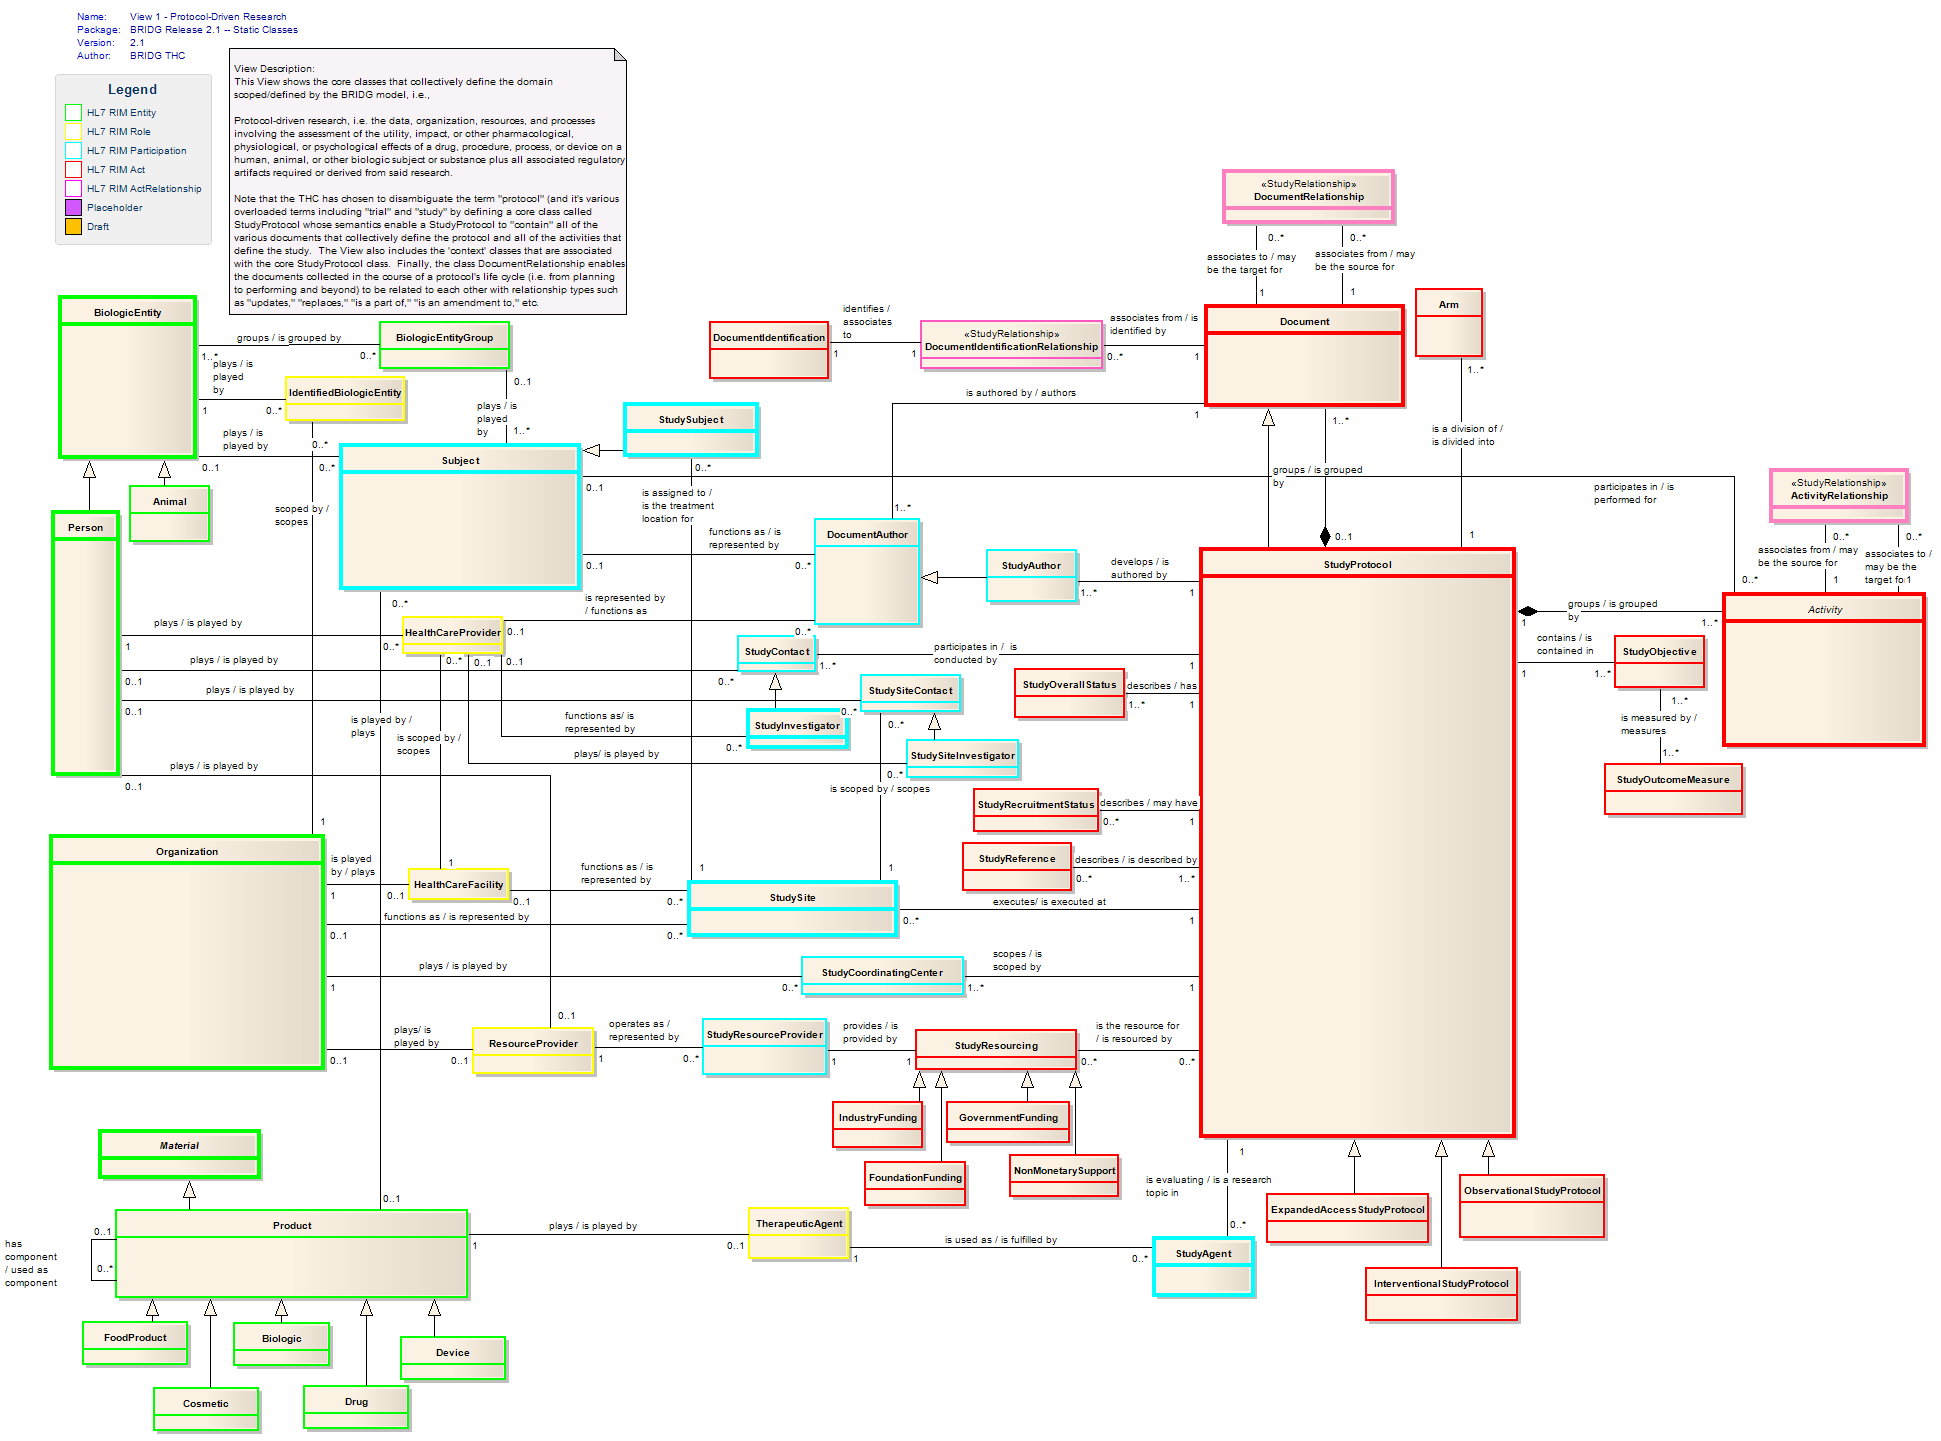 Name: View 1 - Protocol-Driven Research
Package: BRIDG Release 2.1 -- Static Classes
Version: 2.1
Author: BRIDG THC
Legend
HL7 RIM Entity
HL7 RIM Role
HL7 RIM Participation
HL7 RIM Act
HL7 RIM ActRelationship
Placeholder
Draft
View Description:
This View shows the core classes that collectively define the domain
scoped/defined by the BRIDG model, i.e.,
Protocol-driven research, i.e. the data, organization, resources, and processes
involving the assessment of the utility, impact, or other pharmacological,
physiological, or psychological effects of a drug, procedure, process, or device on a
human, animal, or other biologic subject or substance plus all associated regulatory
artifacts required or derived from said research.
Note that the THC has chosen to disambiguate the term "protocol" (and it's various
overloaded terms including "trial" and "study" by defining a core class called
StudyProtocol whose semantics enable a StudyProtocol to "contain" all of the
various documents that collectively define the protocol and all of the activities that
define the study.  The View also includes the 'context' classes that are associated
with the core StudyProtocol class.  Finally, the class DocumentRelationship enables
the documents collected in the course of a protocol's life cycle (i.e. from planning
to performing and beyond) to be related to each other with relationship types such
as "updates," "replaces," "is a part of," "is an amendment to," etc.
«StudyRelationship»
DocumentRelationship
0..*
0..*
associates to / may
be the target for
associates from / may
be the source for
1
1
Document
Arm
1..*
is a division of /
is divided into
1
DocumentIdentification
identifies /
associates
to
1
1
«StudyRelationship»
DocumentIdentificationRelationship
associates from / is
identified by
0..*
1
is authored by / authors
1
1..*
1..*
groups / is grouped
by
0..1
BiologicEntity
groups / is grouped by
1..*
0..*
BiologicEntityGroup
plays / is
played
by
1
0..*
IdentifiedBiologicEntity
0..1
plays / is
played
by
1..*
plays / is
played by
0..1
0..*
0..*
scoped by /
scopes
1
Subject
StudySubject
0..*
is assigned to /
is the treatment
location for
1
0..1
participates in / is
performed for
0..*
«StudyRelationship»
ActivityRelationship
0..*
0..*
associates from / may
be the source for
associates to /
may be the
target for
1
1
Animal
Person
functions as / is
represented by
0..1
0..*
DocumentAuthor
StudyAuthor
develops / is
authored by
1..*
1
StudyProtocol
groups / is grouped
by
1
1..*
Activity
contains / is
contained in
1
1..*
StudyObjective
1..*
is measured by /
measures
1..*
StudyOutcomeMeasure
is represented by
/ functions as
0..1
0..*
0..*
plays / is played by
1
0..*
HealthCareProvider
0..*
0..1
0..1
plays / is played by
0..1
0..*
StudyContact
participates in / is
conducted by
1..*
1
plays / is played by
0..1
0..*
StudySiteContact
0..*
StudyOverallStatus
describes / has
1..*
1
is played by /
plays
is scoped by /
scopes
1
functions as/ is
represented by
0..*
StudyInvestigator
plays/ is played by
0..*
StudySiteInvestigator
is scoped by / scopes
1
plays / is played by
0..1
StudyRecruitmentStatus
describes / may have
0..*
1
StudyReference
describes / is described by
0..*
1..*
Organization
is played
by / plays
1
0..1
HealthCareFacility
functions as / is
represented by
0..1
0..*
StudySite
executes/ is executed at
0..*
1
functions as / is represented by
0..1
0..*
plays / is played by
1
0..*
StudyCoordinatingCenter
scopes / is
scoped by
1..*
1
plays/ is
played by
0..1
0..1
0..1
ResourceProvider
operates as /
represented by
1
0..*
StudyResourceProvider
provides / is
provided by
1
1
StudyResourcing
is the resource for
/ is resourced by
0..*
0..*
IndustryFunding
GovernmentFunding
FoundationFunding
NonMonetarySupport
Material
0..1
Product
0..1
0..*
has
component
/ used as
component
plays / is played by
1
0..1
TherapeuticAgent
is used as / is fulfilled by
1
0..*
StudyAgent
1
is evaluating / is a research
topic in
0..*
ExpandedAccessStudyProtocol
ObservationalStudyProtocol
InterventionalStudyProtocol
FoodProduct
Biologic
Device
Cosmetic
Drug